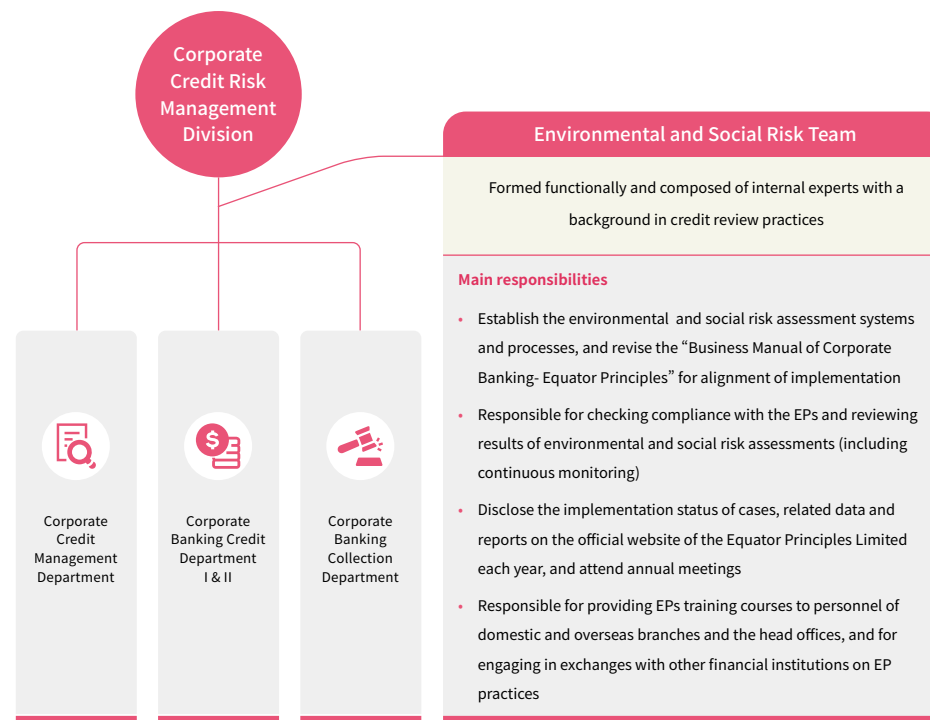 Corporate
Credit Risk
Management
Division
Environmental and Social Risk Team
Formed functionally and composed of internal experts with a
background in credit review practices
Main responsibilities
• Establish the environmental and social risk assessment systems
and processes, and revise the “Business Manual of Corporate
Banking- Equator Principles” for alignment of implementation
• Responsible for checking compliance with the EPs and reviewing
results of environmental and social risk assessments (including
continuous monitoring)
• Disclose the implementation status of cases, related data and
reports on the official website of the Equator Principles Limited
each year, and attend annual meetings
• Responsible for providing EPs training courses to personnel of
domestic and overseas branches and the head offices, and for
engaging in exchanges with other financial institutions on EP
practices
Corporate
Credit
Management
Department
$
Corporate
Banking Credit
Department
I & II
Corporate
Banking
Collection
Department